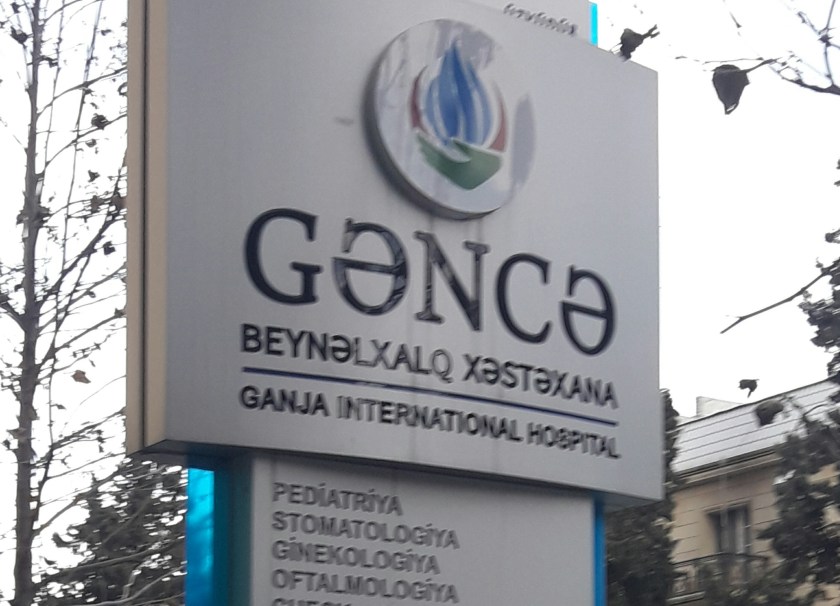 GƏNCƏ
BEYNƏLXALQ XƏSTƏXANA
GANJA INTERNATIONAL HOSPITAL
PEDİATRİYA
STOMATOLOGİYA
GİNEKOLOGİYA
OFTALMOLOGİYA